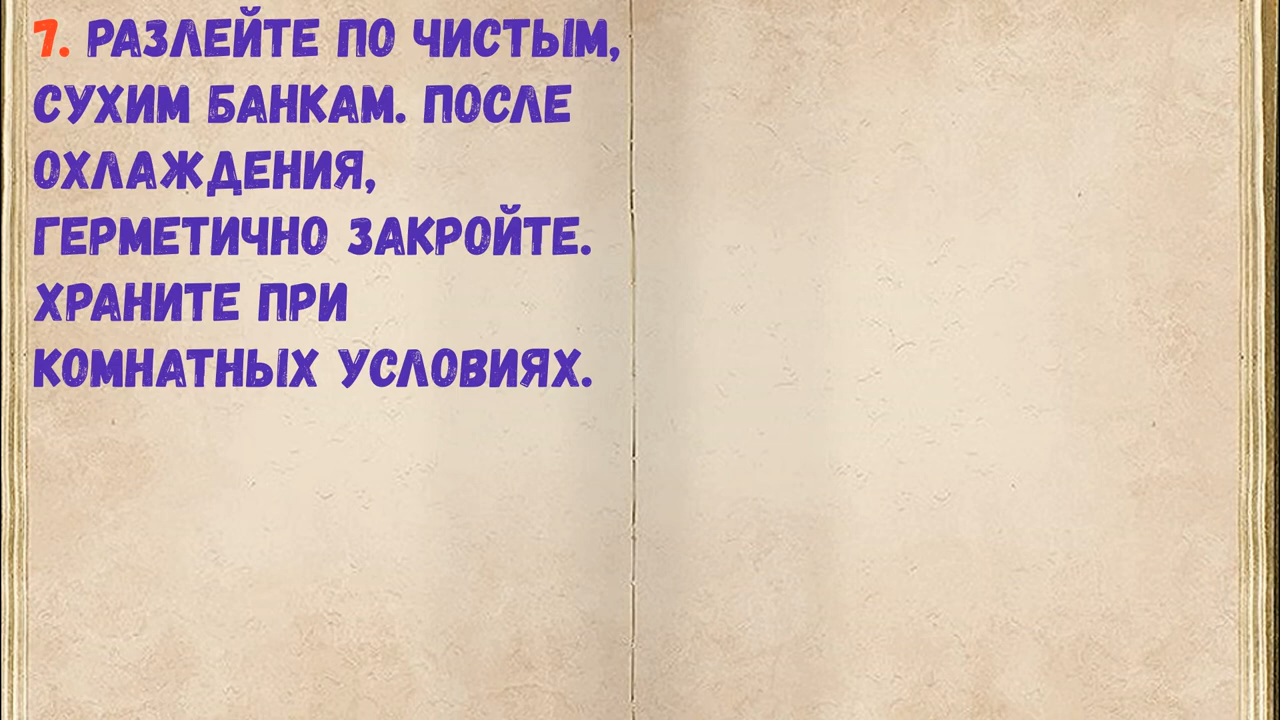 7. РАЗЛЕЙТЕ ПО ЧИСТЫМ,
СУХИМ БАНКАМ. ПОСЛЕ
ОХЛАЖДЕНИЯ,
ГЕРМЕТИЧНО ЗАКРОЙТЕ.
ХРАНИТЕ ПРИ
КОМНАТНЫХ УСЛОВИЯХ.